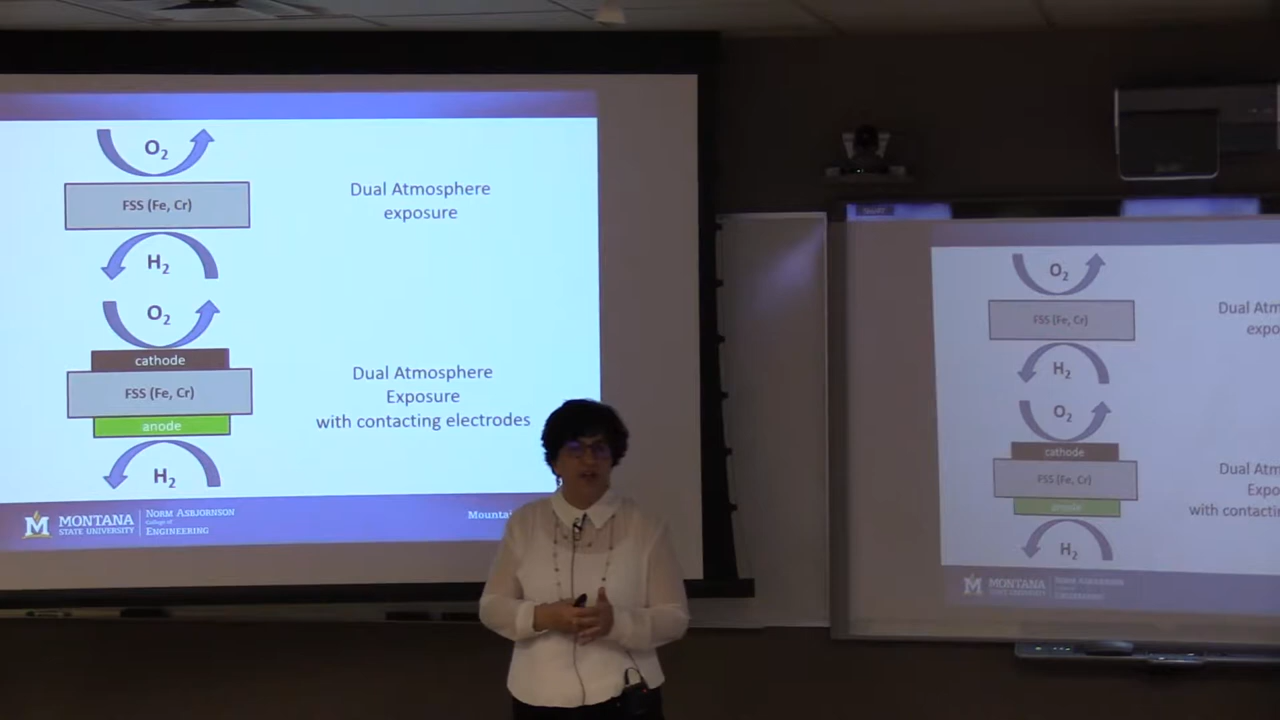 O₂
FSS (Fe, Cr)
Dual Atmosphere
exposure
H₂
O₂
cathode
FSS (Fe, Cr)
anode
Dual Atmosphere
Exposure
with contacting electrodes
H₂
MONTANA
STATE UNIVERSITY
NORM ASBJORNSON
College of
ENGINEERING
O₂
FSS (Fe, Cr)
H₂
O₂
cathode
FSS (Fe, Cr)
anode
with
H₂
MONTANA
STATE UNIVERSITY